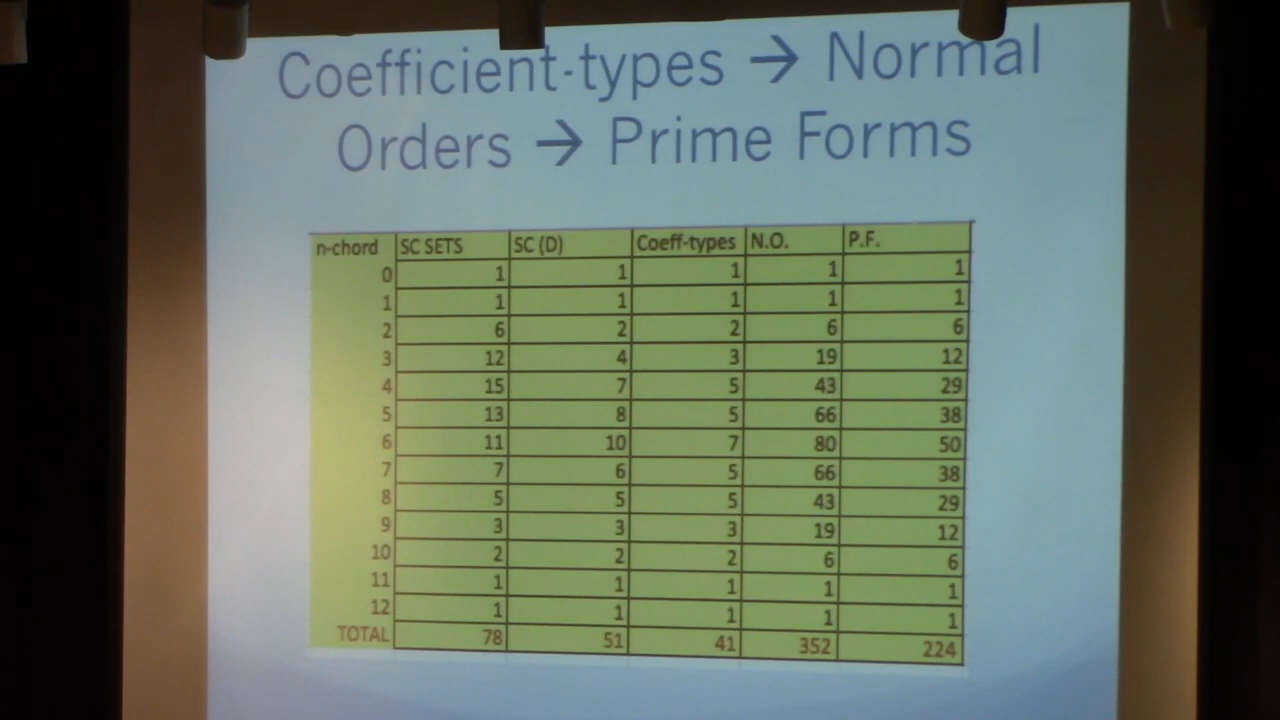 Coefficient-types → Normal
Orders → Prime Forms
n-chord SC SETS SC (D) Coeff-types N.O. P.F.
0 1 1 1 1 1
1 1 1 1 1 1
2 6 2 2 6 6
3 12 4 3 19 12
4 15 7 5 43 29
5 13 8 5 66 38
6 11 10 7 80 50
7 7 6 5 66 38
8 5 5 5 43 29
9 3 3 3 19 12
10 2 2 2 6 6
11 1 1 1 1 1
12 1 1 1 1 1
TOTAL 78 51 41 352 224